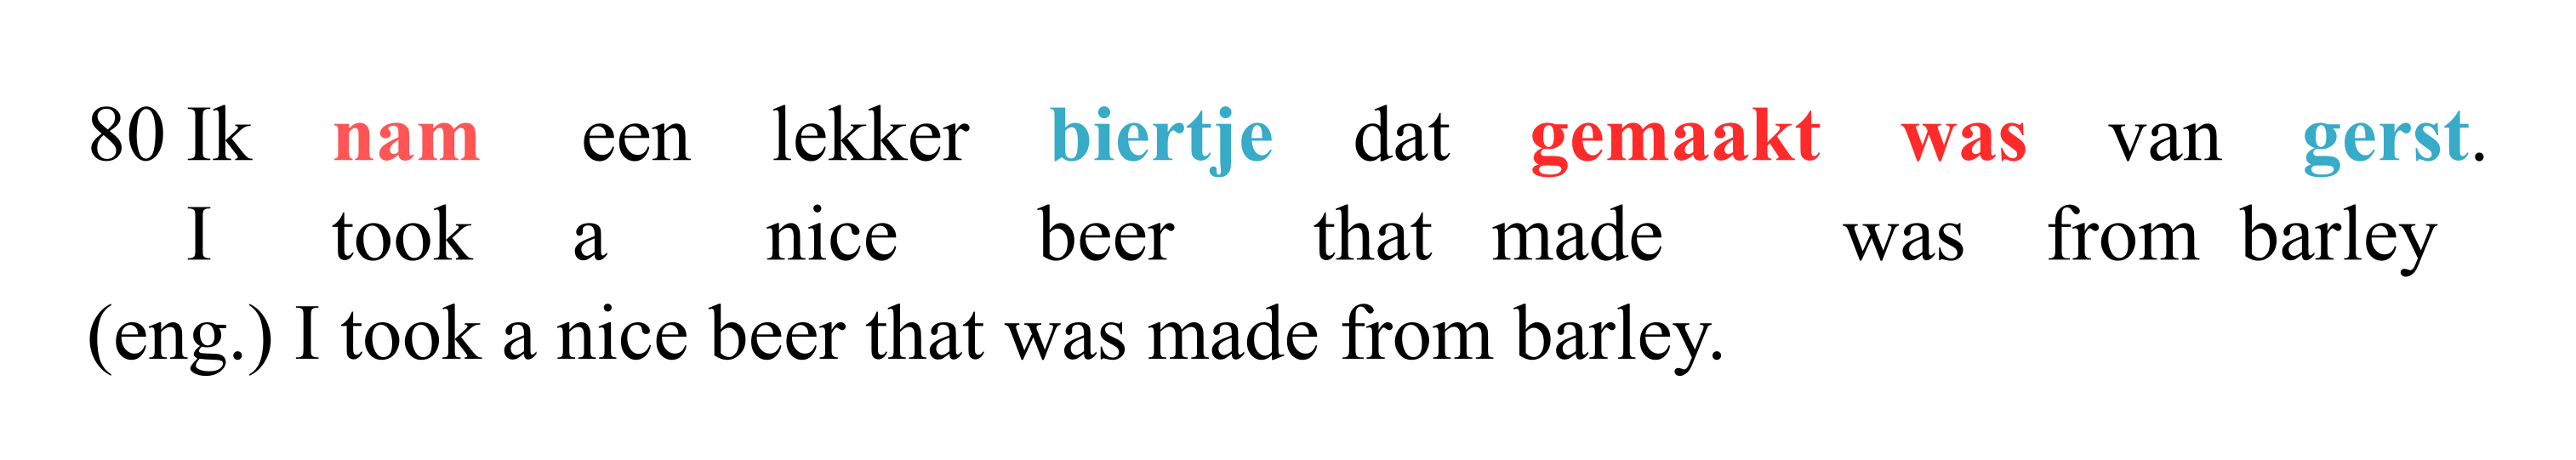 80 Ik nam een lekker biertje dat gemaakt was van gerst.
I took a nice beer that made was from barley
(eng.) I took a nice beer that was made from barley.